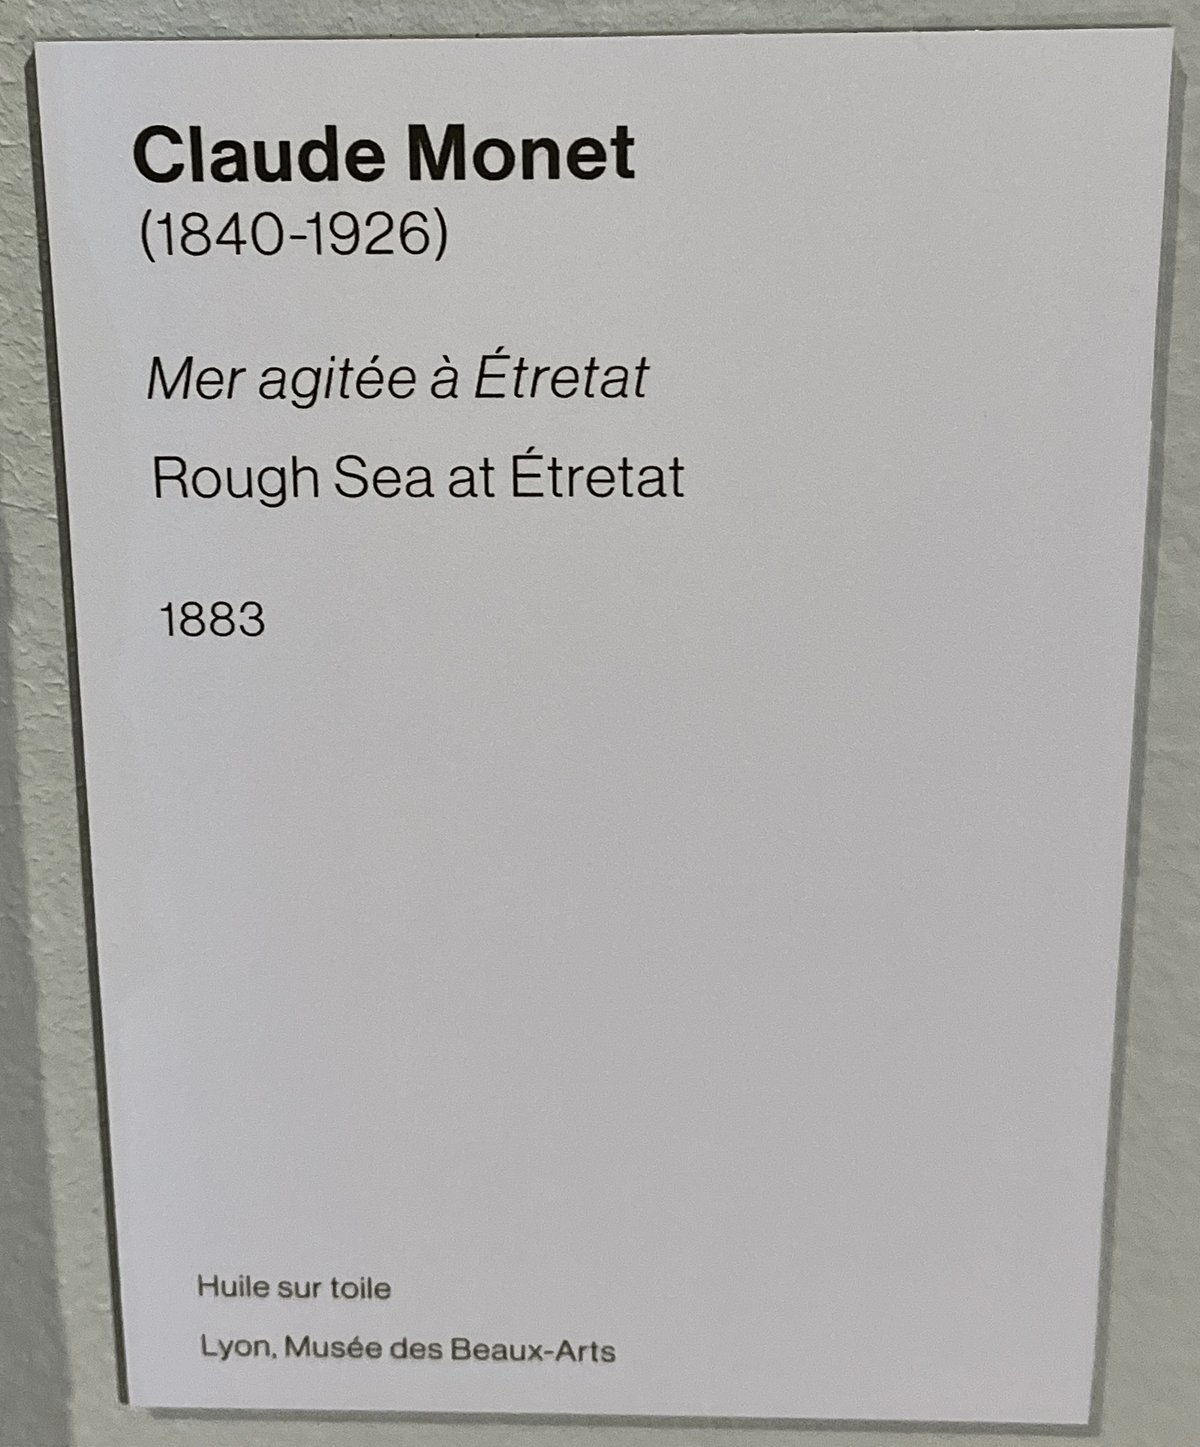 Claude Monet
(1840-1926)
Mer agitée à Étretat
Rough Sea at Étretat
1883
Huile sur toile
Lyon, Musée des Beaux-Arts